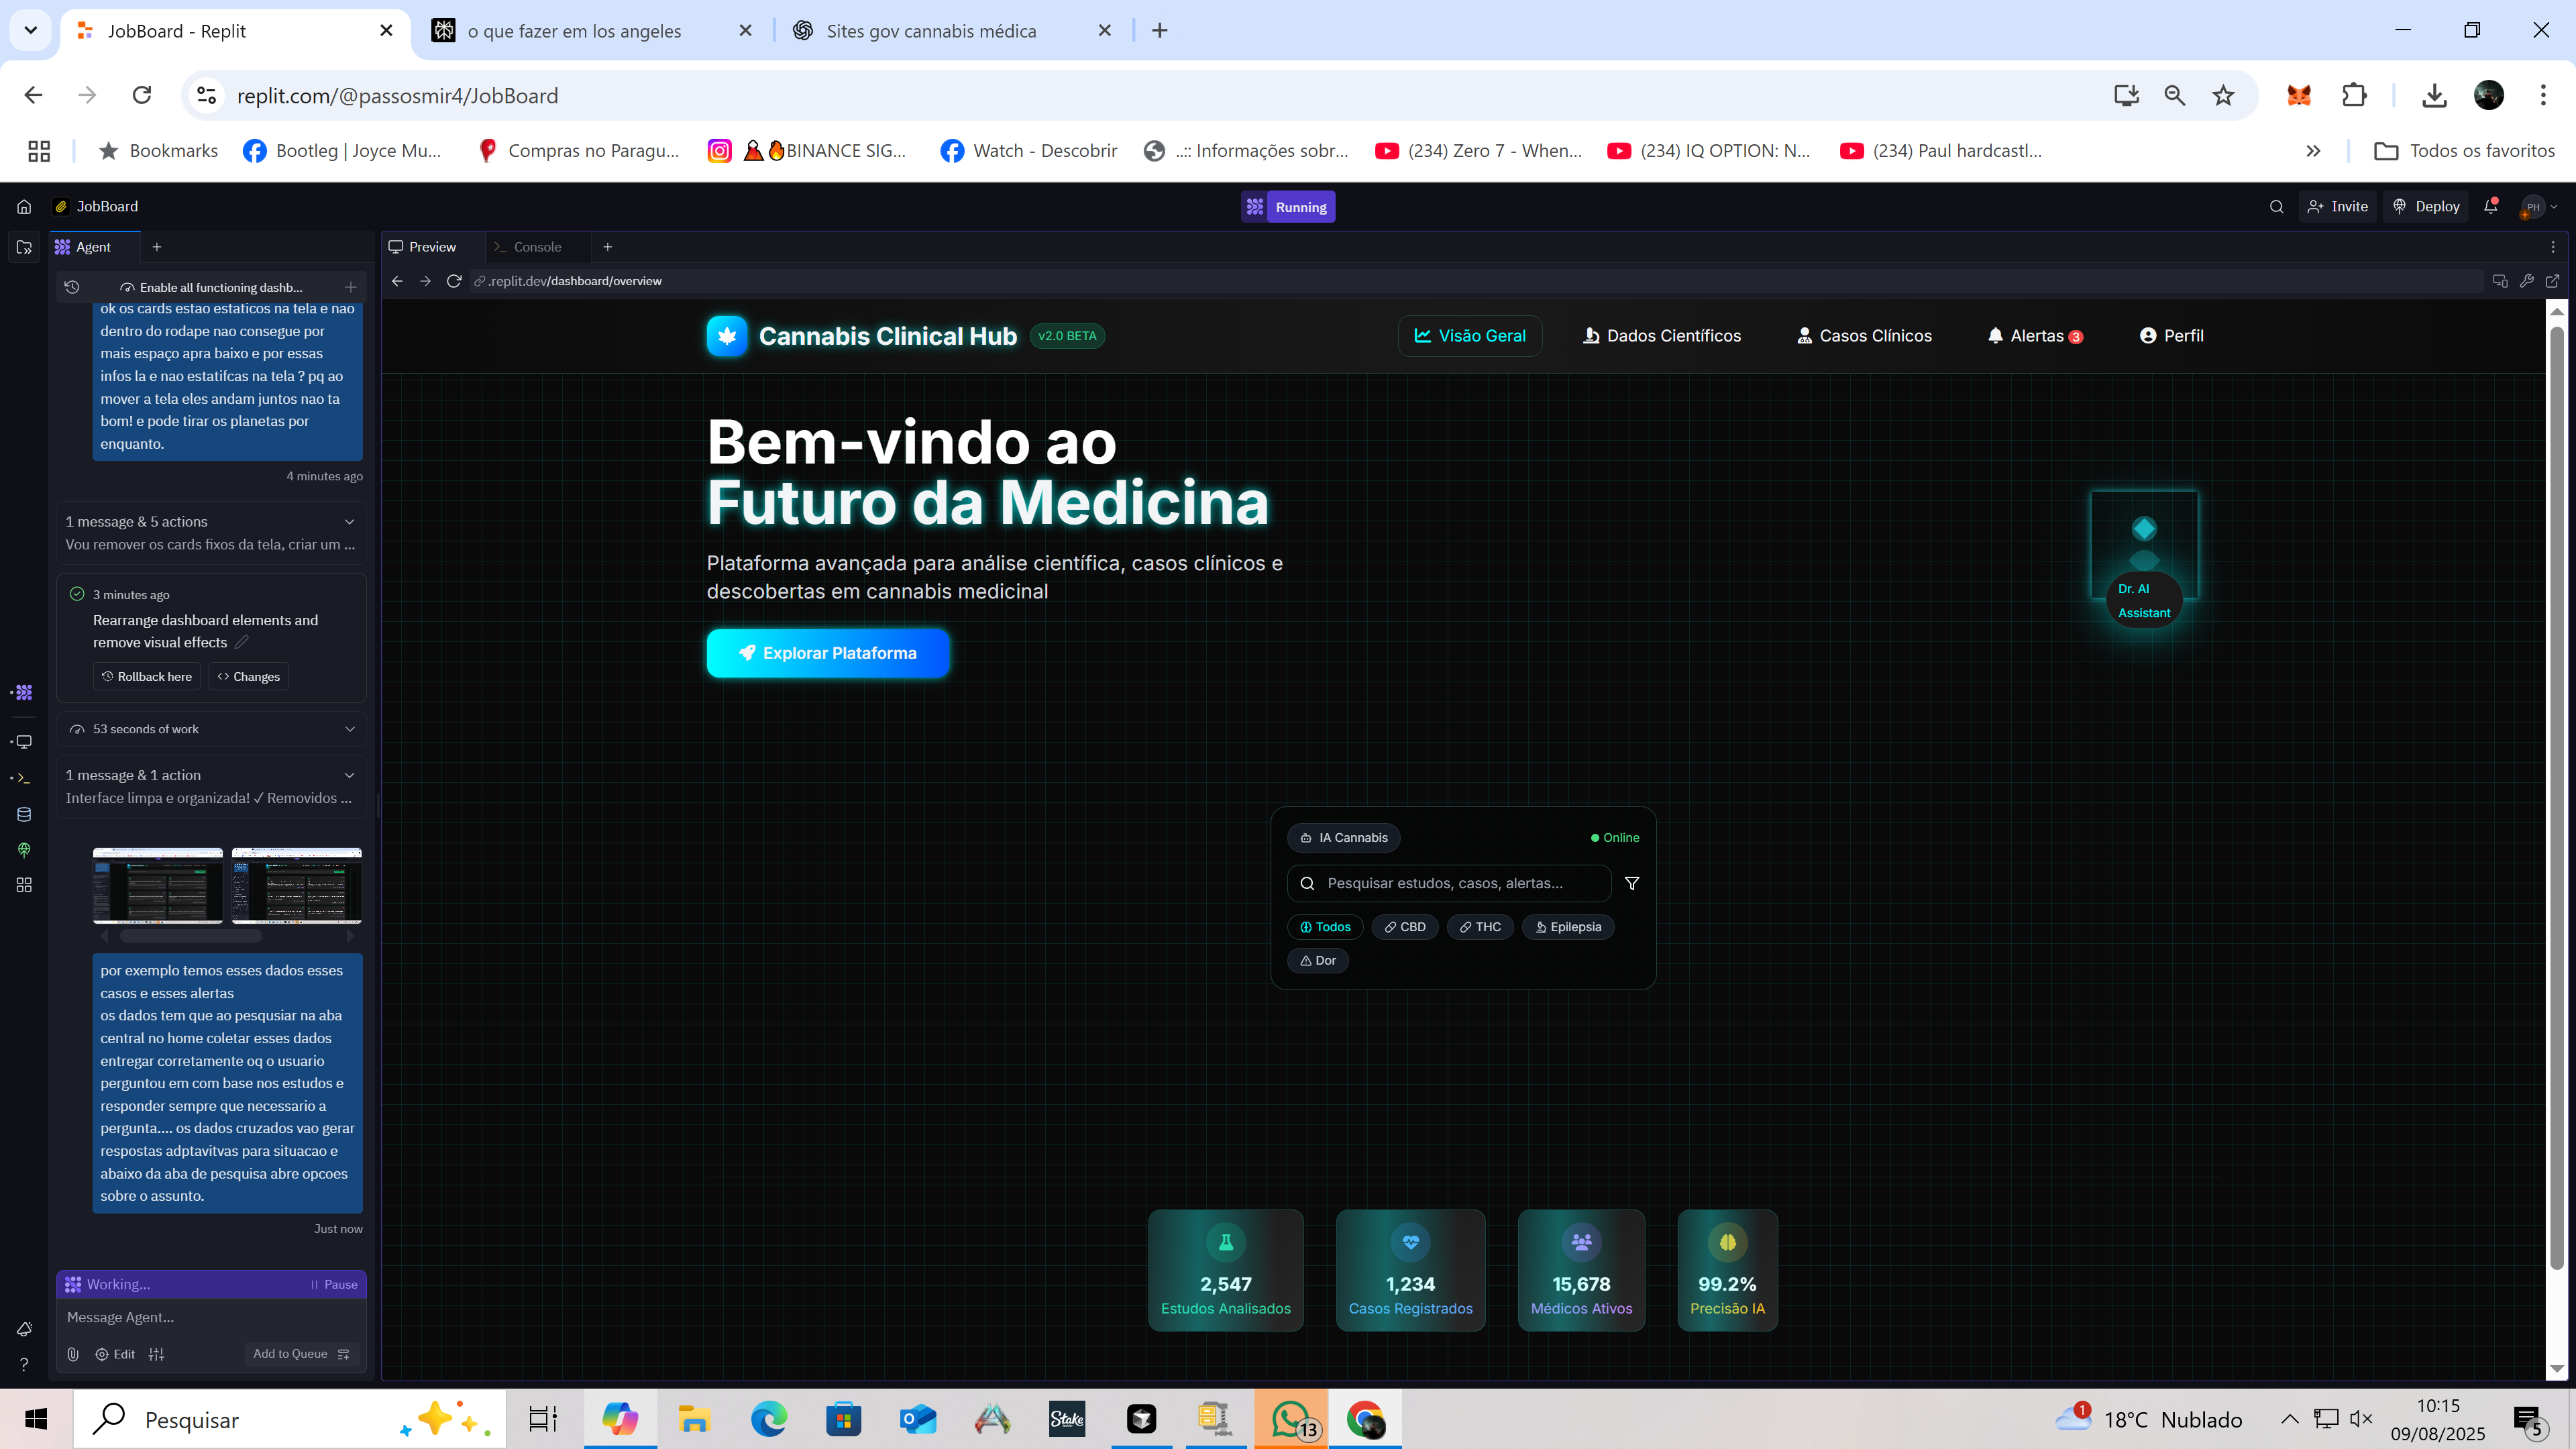 JobBoard - Replit
o que fazer em los angeles
Sites gov cannabis médica
replit.com/@passosmir4/JobBoard
Bookmarks
Bootleg | Joyce Mu...
Compras no Paragu...
BINANCE SIG...
Watch - Descobrir
..:: Informações sobr...
(234) Zero 7 - When...
(234) IQ OPTION: N...
(234) Paul hardcastl...
Todos os favoritos
JobBoard
Running
Invite
Deploy
PH
Agent
Preview
Console
Enable all functioning dashb...
.replit.dev/dashboard/overview
ok os cards estao estaticos na tela e nao
dentro do rodape nao consegue por
mais espaço apra baixo e por essas
infos la e nao estatifcas na tela ? pq ao
mover a tela eles andam juntos nao ta
bom! e pode tirar os planetas por
enquanto.
4 minutes ago
1 message & 5 actions
Vou remover os cards fixos da tela, criar um ...
3 minutes ago
Rearrange dashboard elements and
remove visual effects
Rollback here
Changes
53 seconds of work
1 message & 1 action
Interface limpa e organizada! ✓ Removidos ...
por exemplo temos esses dados esses
casos e esses alertas
os dados tem que ao pesqusiar na aba
central no home coletar esses dados
entregar corretamente oq o usuario
perguntou em com base nos estudos e
responder sempre que necessario a
pergunta.... os dados cruzados vao gerar
respostas adptavitvas para situacao e
abaixo da aba de pesquisa abre opcoes
sobre o assunto.
Just now
Working...
Pause
Message Agent...
Edit
Add to Queue
Cannabis Clinical Hub
v2.0 BETA
Visão Geral
Dados Científicos
Casos Clínicos
Alertas 3
Perfil
Bem-vindo ao
Futuro da Medicina
Plataforma avançada para análise científica, casos clínicos e
descobertas em cannabis medicinal
Explorar Plataforma
Dr. AI
Assistant
IA Cannabis
Online
Pesquisar estudos, casos, alertas...
Todos
CBD
THC
Epilepsia
Dor
2,547
Estudos Analisados
1,234
Casos Registrados
15,678
Médicos Ativos
99.2%
Precisão IA
Pesquisar
Stake
13
1
18°C Nublado
10:15
09/08/2025
5